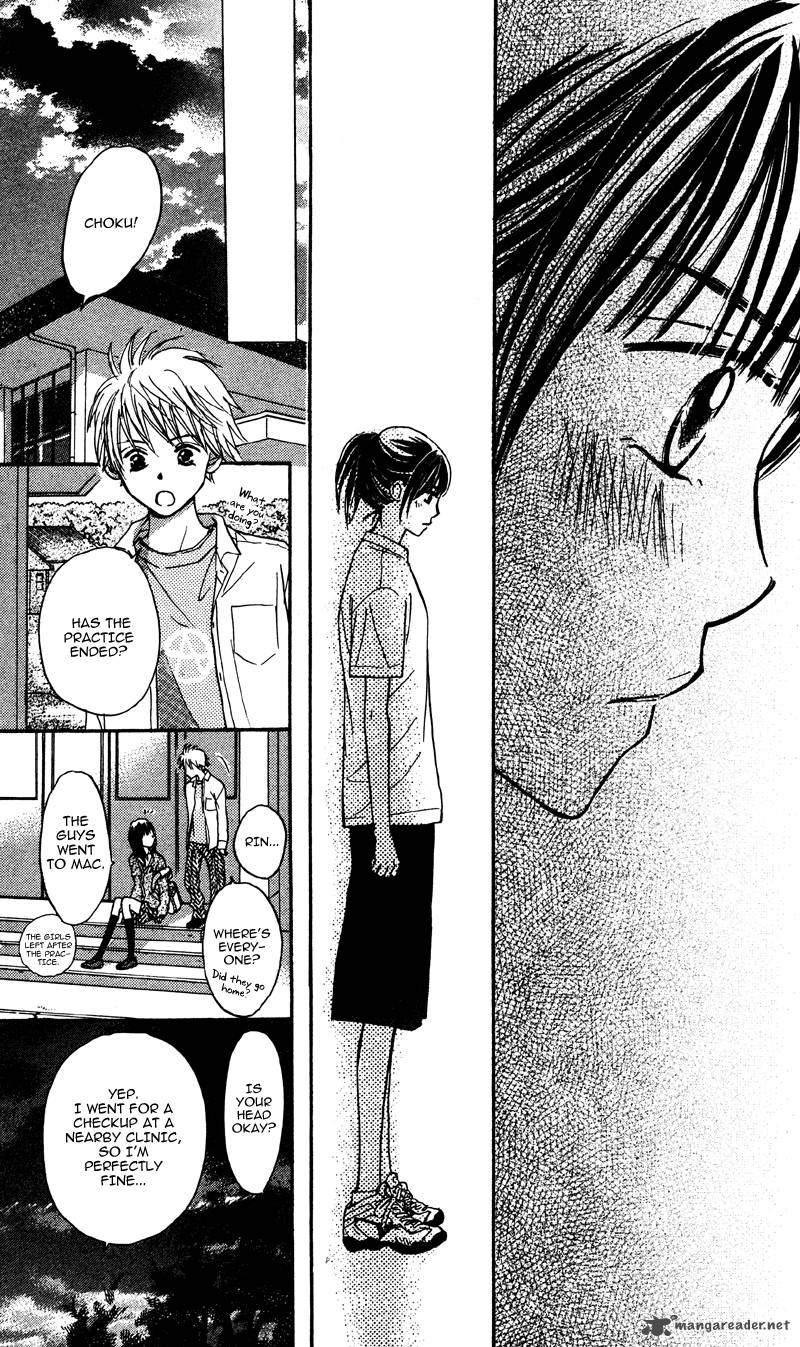 CHOKU!
What
are you
doing?
HAS THE
PRACTICE
ENDED?
RIN...
WHERE'S
EVERY-
ONE?
Did they go
home?
THE
GUYS
WENT
TO MAC.
THE GIRLS
LEFT AFTER
THE PRAC-
TICE.
IS
YOUR
HEAD
OKAY?
YEP.
I WENT FOR A
CHECKUP AT A
NEARBY CLINIC,
SO I'M
PERFECTLY
FINE...
mangareader.net